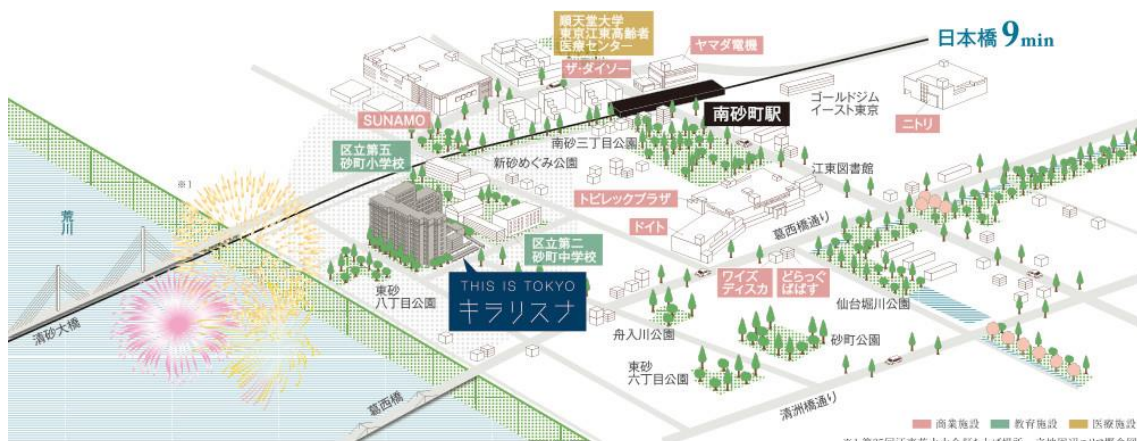 順天堂大学
東京江東高齢者
医療センター
ヤマダ電機
日本橋 9min
ザ・ダイソー
SUNAMO
南砂町駅
ゴールドジム
イースト東京
ニトリ
区立第五
砂町小学校
南砂三丁目公園
新砂めぐみ公園
江東図書館
※1
荒川
トピレックプラザ
ドイト
葛西橋通り
区立第二
砂町中学校
東砂
八丁目公園
THIS IS TOKYO
キラリスナ
ワイズ
ディスカ
どらっぐ
ぱぱす
仙台堀川公園
清砂大橋
舟入川公園
砂町公園
東砂
六丁目公園
葛西橋
清洲橋通り
商業施設
教育施設
医療施設